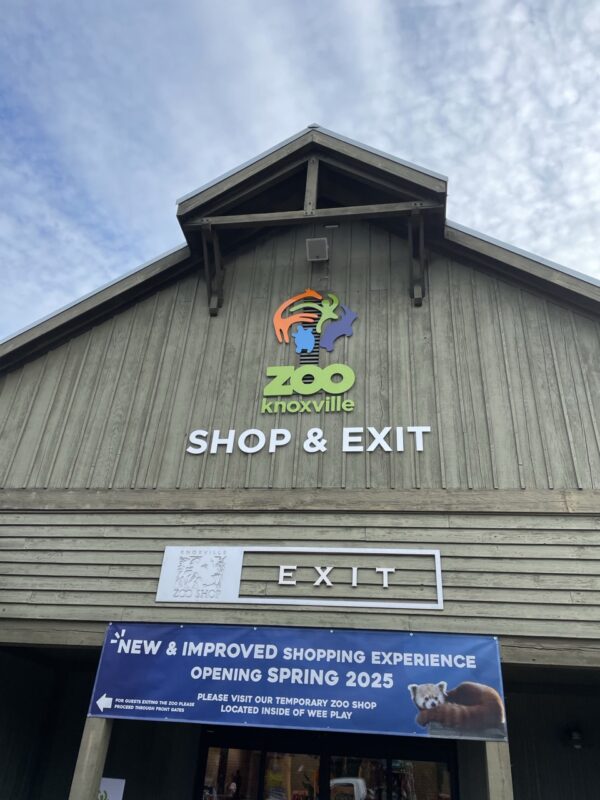 ZOO
knoxville
SHOP & EXIT
KNOXVILLE
ZOO SHOP
EXIT
NEW & IMPROVED SHOPPING EXPERIENCE
OPENING SPRING 2025
PLEASE VISIT OUR TEMPORARY ZOO SHOP
LOCATED INSIDE OF WEE PLAY
FOR GUESTS EXITING THE ZOO PLEASE
PROCEED THROUGH FRONT GATES